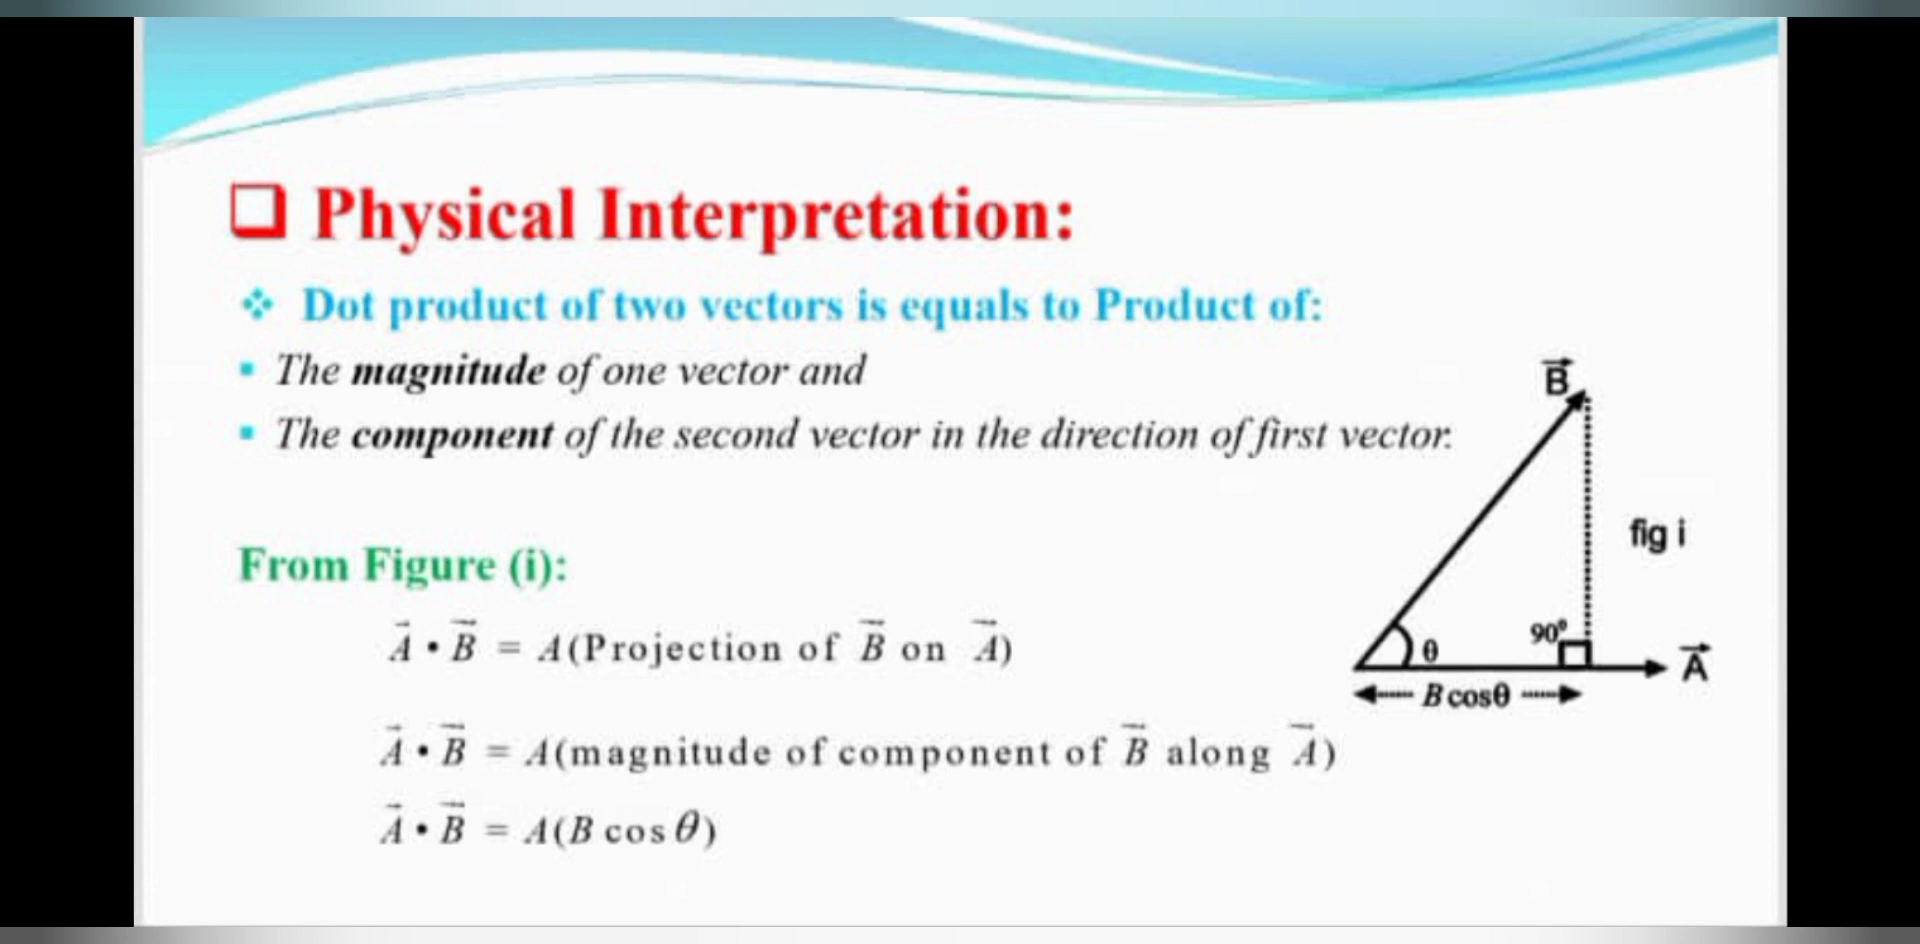 ❑ Physical Interpretation:
❖ Dot product of two vectors is equals to Product of:
▪ The magnitude of one vector and
▪ The component of the second vector in the direction of first vector.
From Figure (i):
A⃗ • B⃗ = A(Projection of B⃗ on A⃗)
A⃗ • B⃗ = A(magnitude of component of B⃗ along A⃗)
A⃗ • B⃗ = A(B cos θ)
B⃗
fig i
90°
θ
A⃗
B cosθ